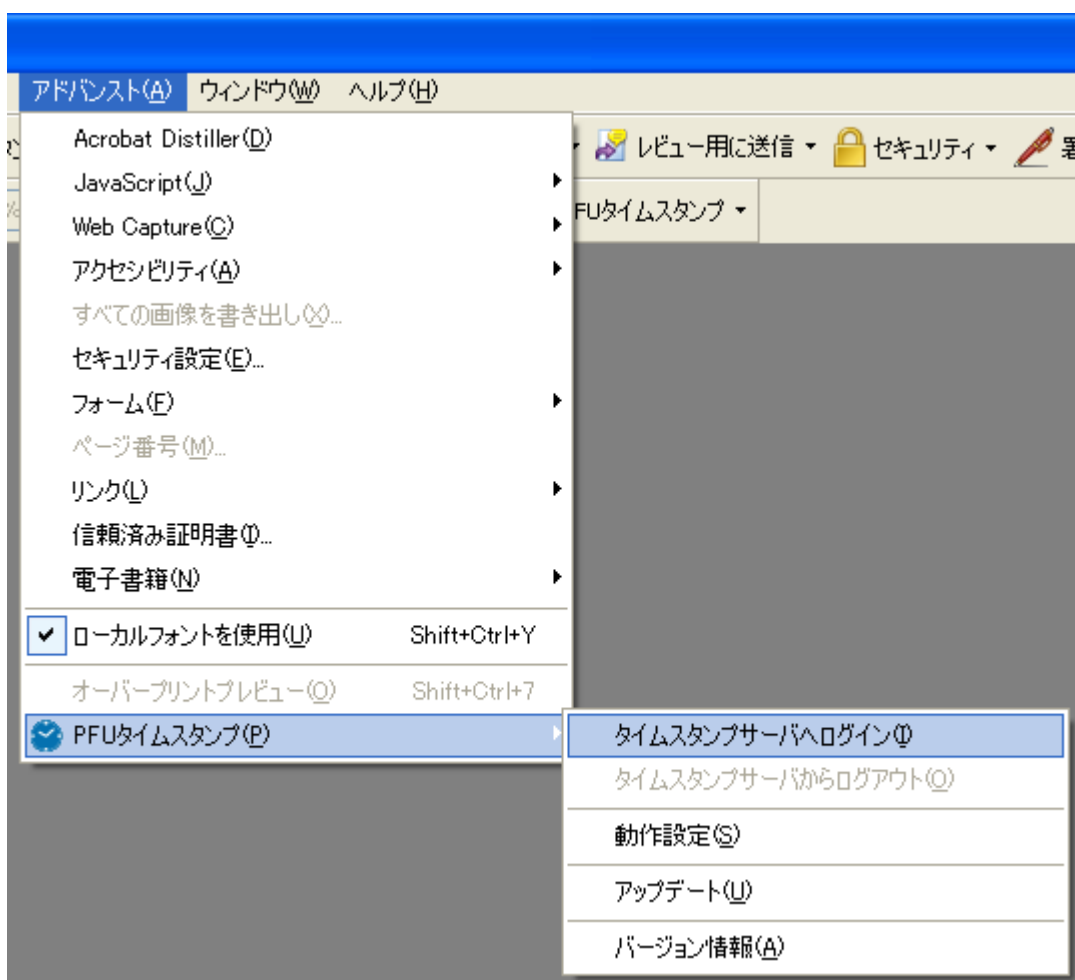 アドバンスト(A) ウィンドウ(W) ヘルプ(H)
レビュー用に送信 セキュリティ
FUタイムスタンプ
Acrobat Distiller(D)
JavaScript(J)
Web Capture(C)
アクセシビリティ(A)
すべての画像を書き出し(X)...
セキュリティ設定(E)...
フォーム(F)
ページ番号(M)...
リンク(L)
信頼済み証明書(T)...
電子書籍(N)
ローカルフォントを使用(U) Shift+Ctrl+Y
オーバープリントプレビュー(O) Shift+Ctrl+7
PFUタイムスタンプ(P)
タイムスタンプサーバへログイン(I)
タイムスタンプサーバからログアウト(O)
動作設定(S)
アップデート(U)
バージョン情報(A)